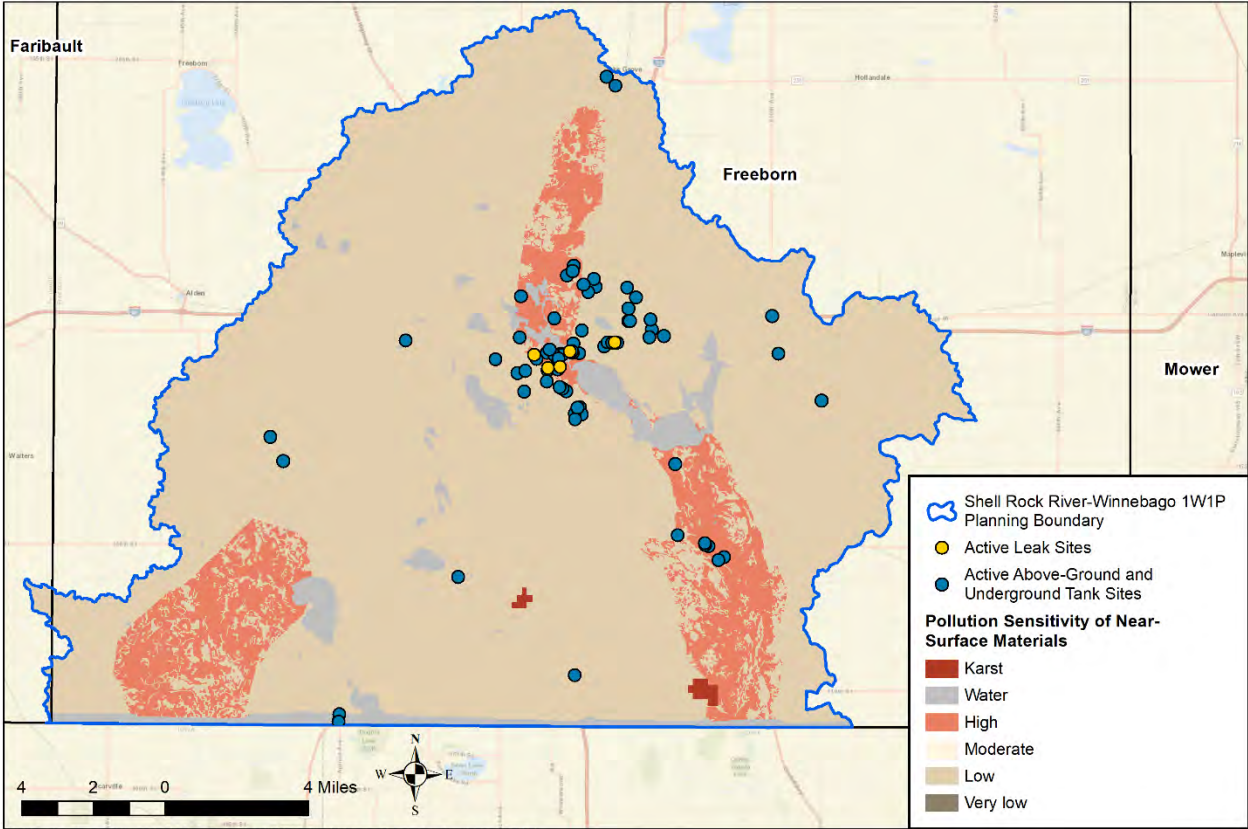 Faribault
Freeborn
Hollandale
Freeborn
Alden
Mower
Walters
Shell Rock River-Winnebago 1W1P
Planning Boundary
Active Leak Sites
Active Above-Ground and
Underground Tank Sites
Pollution Sensitivity of Near-
Surface Materials
Karst
Water
High
Moderate
Low
Very low
N
W E
S
4 2 0 4 Miles